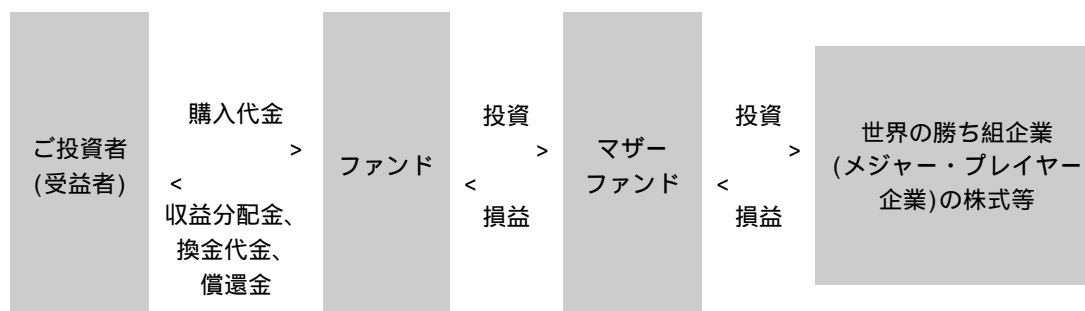 ご投資者
(受益者)
購入代金
>
<
収益分配金、
換金代金、
償還金
ファンド
投資
>
<
損益
マザー
ファンド
投資
>
<
損益
世界の勝ち組企業
(メジャー・プレイヤー
企業)の株式等